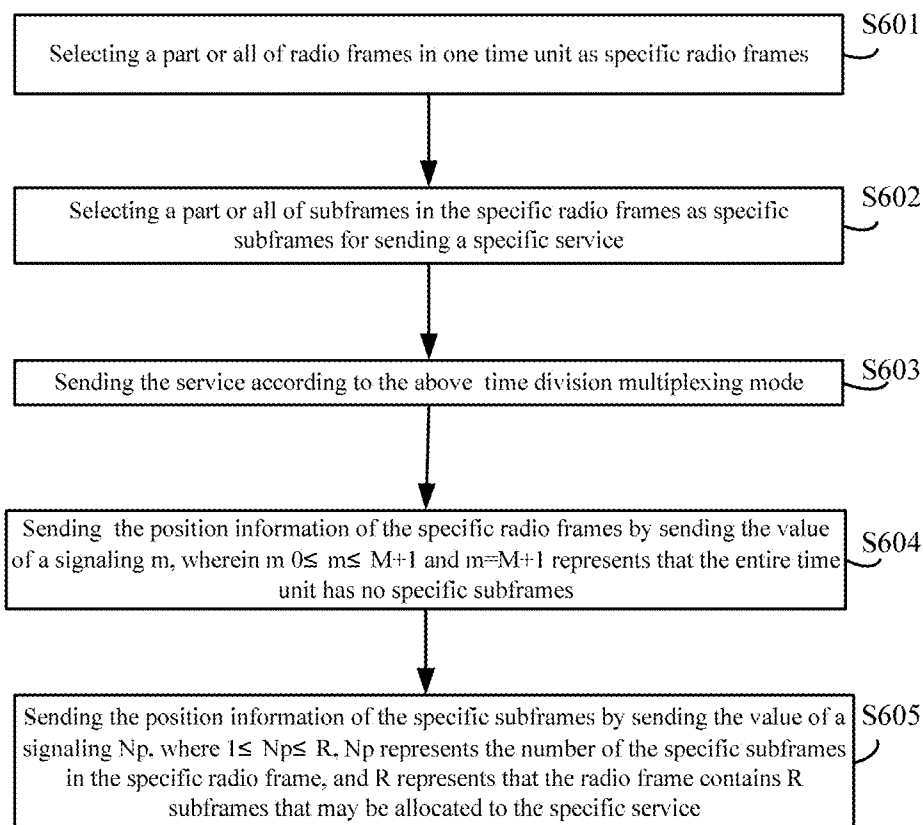 S601
Selecting a part or all of radio frames in one time unit as specific radio frames
S602
Selecting a part or all of subframes in the specific radio frames as specific
subframes for sending a specific service
S603
Sending the service according to the above time division multiplexing mode
S604
Sending the position information of the specific radio frames by sending the value
of a signaling m, wherein m 0≤ m≤ M+1 and m=M+1 represents that the entire time
unit has no specific subframes
S605
Sending the position information of the specific subframes by sending the value of a
signaling Np, where 1≤ Np≤ R, Np represents the number of the specific subframes
in the specific radio frame, and R represents that the radio frame contains R
subframes that may be allocated to the specific service